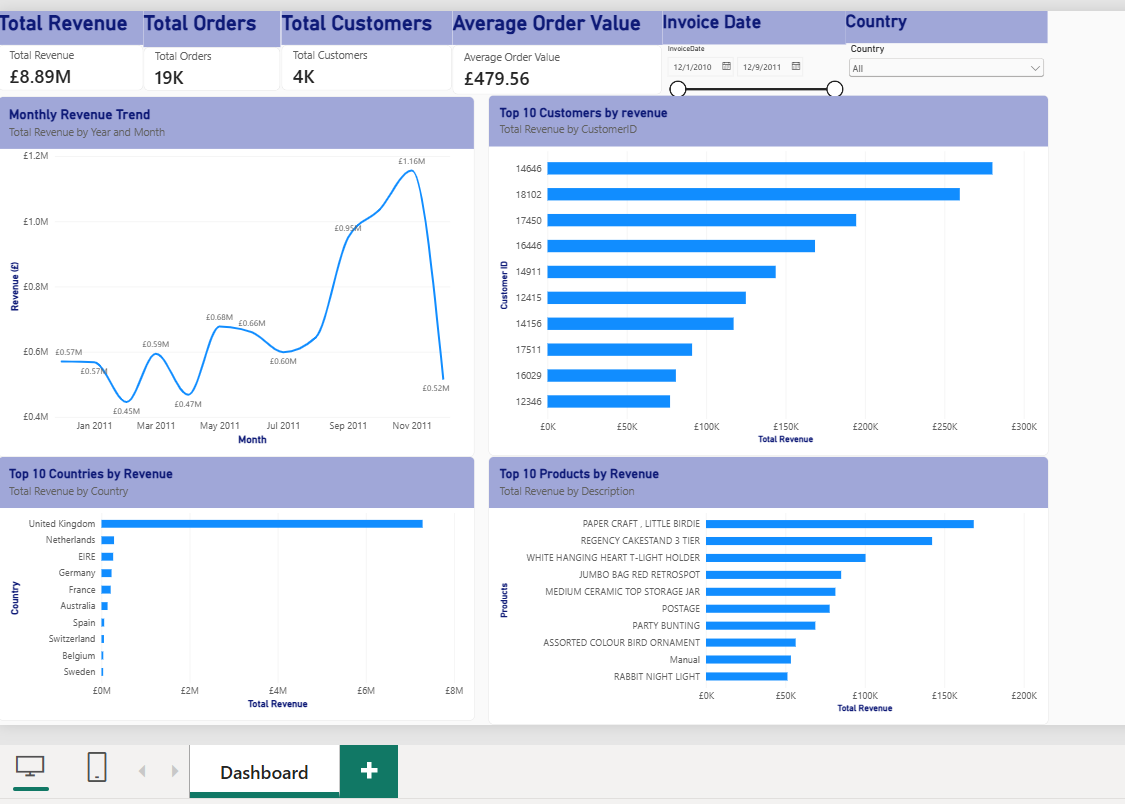 Total Revenue
Total Orders
Total Customers
Average Order Value
Invoice Date
Country
Total Revenue
£8.89M
Total Orders
19K
Total Customers
4K
Average Order Value
£479.56
InvoiceDate
12/1/2010
12/9/2011
Country
All
Monthly Revenue Trend
Total Revenue by Year and Month
Revenue (£)
£1.2M
£1.0M
£0.8M
£0.6M
£0.4M
£0.57M
£0.57M
£0.45M
£0.59M
£0.47M
£0.68M
£0.66M
£0.60M
£0.95M
£1.16M
£0.52M
Jan 2011
Mar 2011
May 2011
Jul 2011
Sep 2011
Nov 2011
Month
Top 10 Customers by revenue
Total Revenue by CustomerID
Customer ID
14646
18102
17450
16446
14911
12415
14156
17511
16029
12346
£0K
£50K
£100K
£150K
£200K
£250K
£300K
Total Revenue
Top 10 Countries by Revenue
Total Revenue by Country
Country
United Kingdom
Netherlands
EIRE
Germany
France
Australia
Spain
Switzerland
Belgium
Sweden
£0M
£2M
£4M
£6M
£8M
Total Revenue
Top 10 Products by Revenue
Total Revenue by Description
Products
PAPER CRAFT , LITTLE BIRDIE
REGENCY CAKESTAND 3 TIER
WHITE HANGING HEART T-LIGHT HOLDER
JUMBO BAG RED RETROSPOT
MEDIUM CERAMIC TOP STORAGE JAR
POSTAGE
PARTY BUNTING
ASSORTED COLOUR BIRD ORNAMENT
Manual
RABBIT NIGHT LIGHT
£0K
£50K
£100K
£150K
£200K
Total Revenue
Dashboard